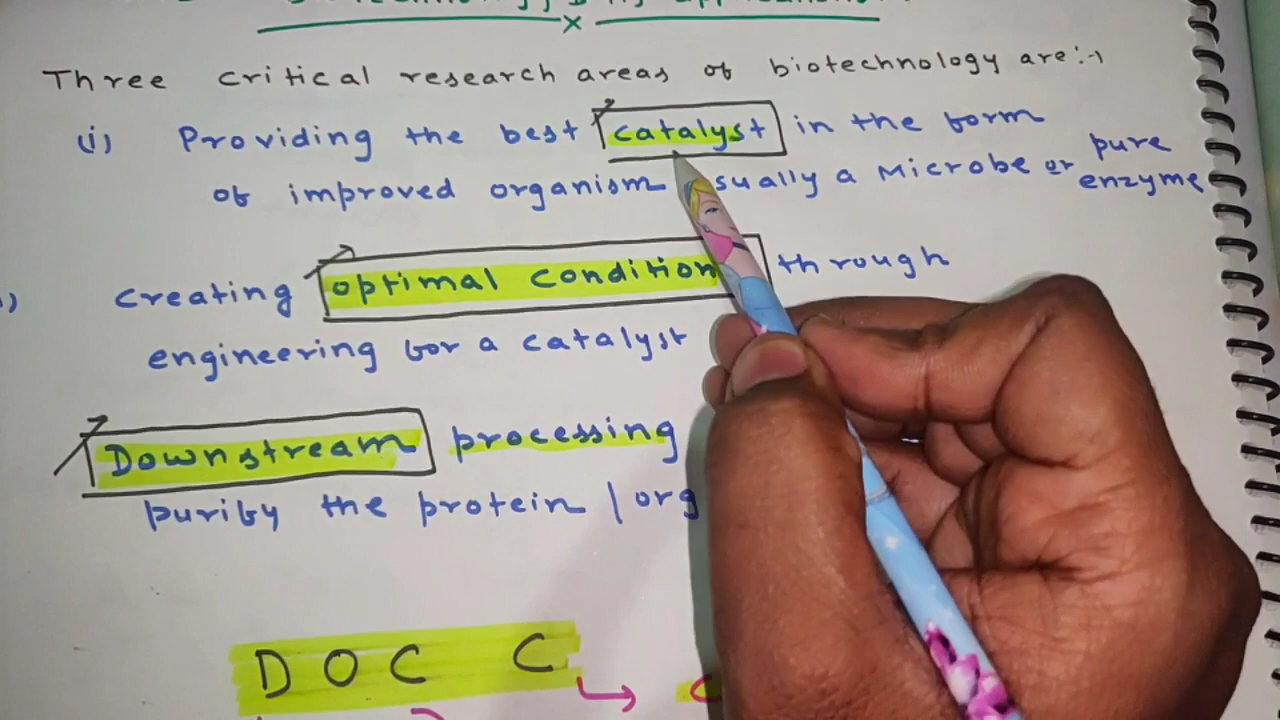 Three critical research areas of biotechnology are:-
(i) Providing the best catalyst in the form
of improved organism usually a Microbe or pure enzyme
creating optimal condition through
engineering for a catalyst
Downstream processing
purify the protein / org
DOC C